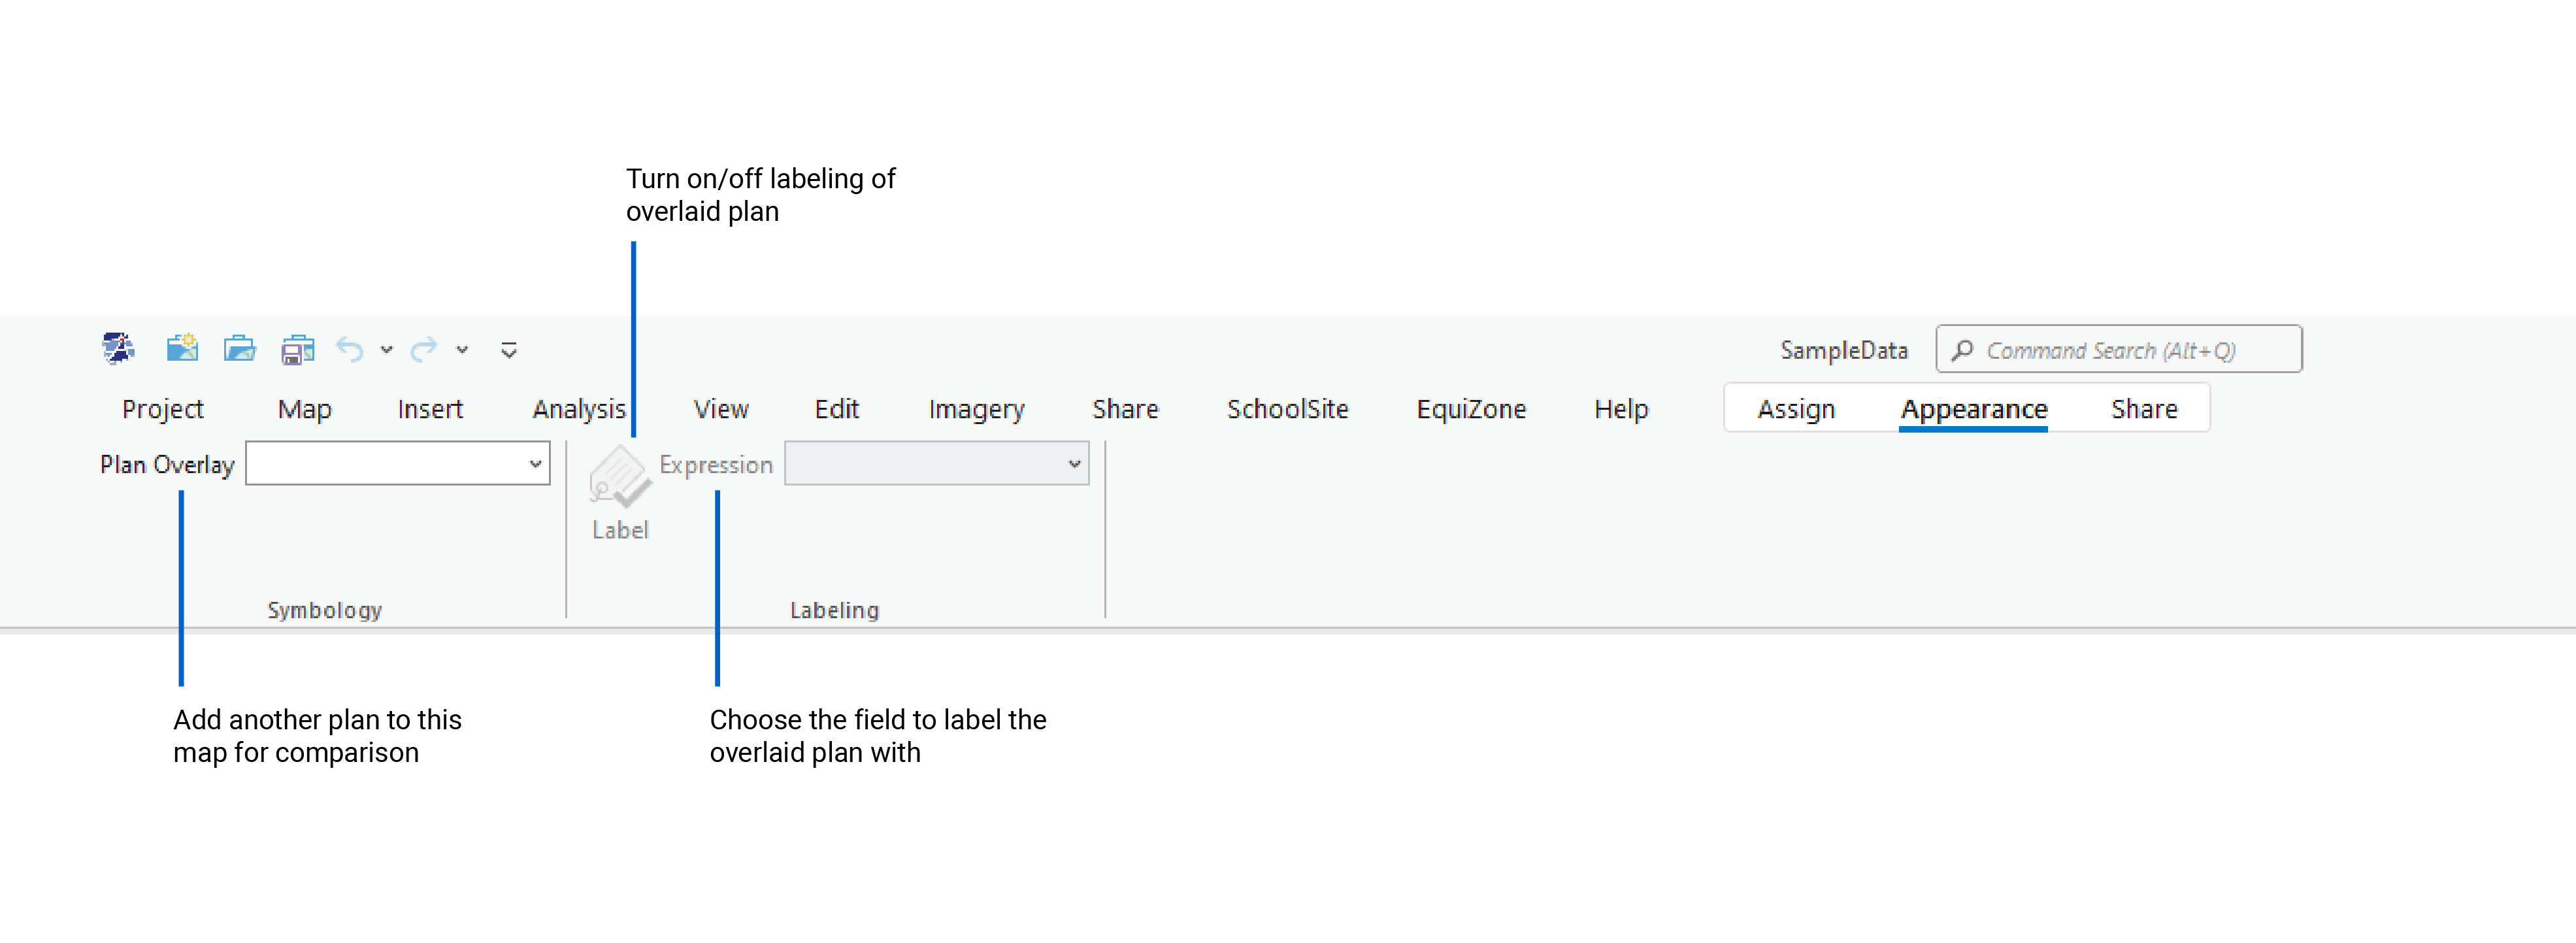 Turn on/off labeling of
overlaid plan
SampleData
Command Search (Alt+Q)
Project Map Insert Analysis View Edit Imagery Share SchoolSite EquiZone Help Assign Appearance Share
Plan Overlay
Expression
Label
Symbology
Labeling
Add another plan to this
map for comparison
Choose the field to label the
overlaid plan with